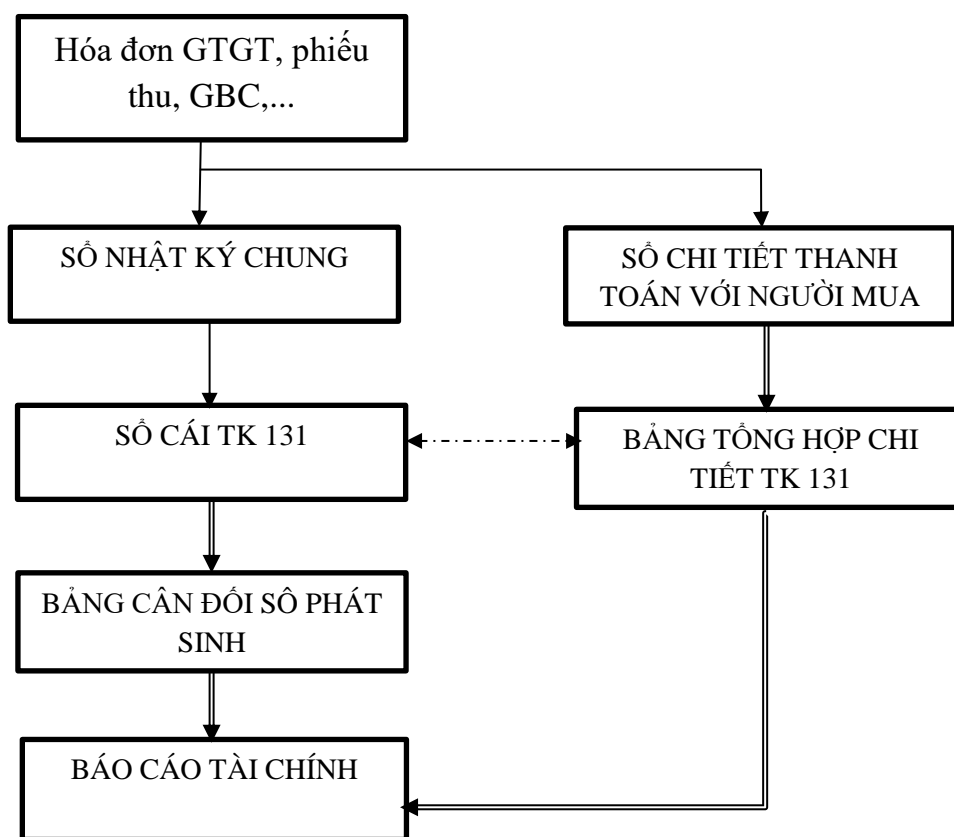 Hóa đơn GTGT, phiếu
thu, GBC,...
SỔ NHẬT KÝ CHUNG
SỔ CHI TIẾT THANH
TOÁN VỚI NGƯỜI MUA
SỔ CÁI TK 131
BẢNG TỔNG HỢP CHI
TIẾT TK 131
BẢNG CÂN ĐỐI SÔ PHÁT
SINH
BÁO CÁO TÀI CHÍNH